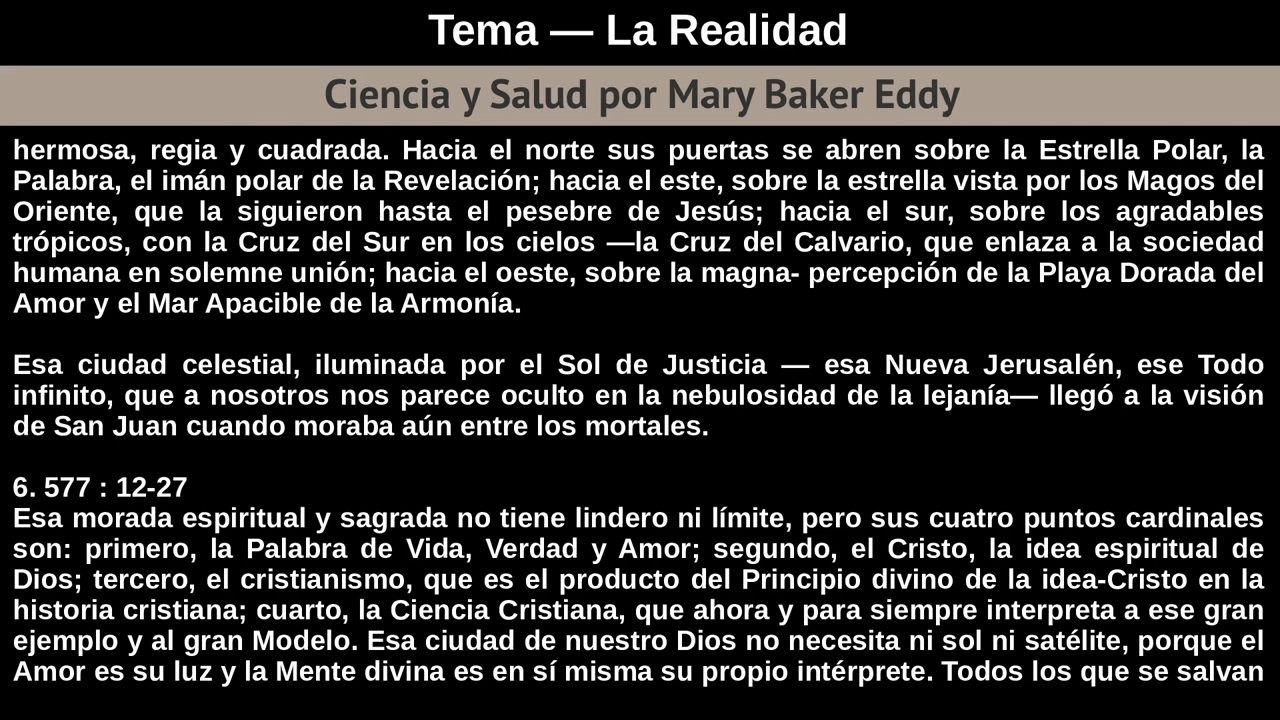 Tema — La Realidad
Ciencia y Salud por Mary Baker Eddy
hermosa, regia y cuadrada. Hacia el norte sus puertas se abren sobre la Estrella Polar, la
Palabra, el imán polar de la Revelación; hacia el este, sobre la estrella vista por los Magos del
Oriente, que la siguieron hasta el pesebre de Jesús; hacia el sur, sobre los agradables
trópicos, con la Cruz del Sur en los cielos —la Cruz del Calvario, que enlaza a la sociedad
humana en solemne unión; hacia el oeste, sobre la magna- percepción de la Playa Dorada del
Amor y el Mar Apacible de la Armonía.
Esa ciudad celestial, iluminada por el Sol de Justicia — esa Nueva Jerusalén, ese Todo
infinito, que a nosotros nos parece oculto en la nebulosidad de la lejanía— llegó a la visión
de San Juan cuando moraba aún entre los mortales.
6. 577 : 12-27
Esa morada espiritual y sagrada no tiene lindero ni límite, pero sus cuatro puntos cardinales
son: primero, la Palabra de Vida, Verdad y Amor; segundo, el Cristo, la idea espiritual de
Dios; tercero, el cristianismo, que es el producto del Principio divino de la idea-Cristo en la
historia cristiana; cuarto, la Ciencia Cristiana, que ahora y para siempre interpreta a ese gran
ejemplo y al gran Modelo. Esa ciudad de nuestro Dios no necesita ni sol ni satélite, porque el
Amor es su luz y la Mente divina es en sí misma su propio intérprete. Todos los que se salvan